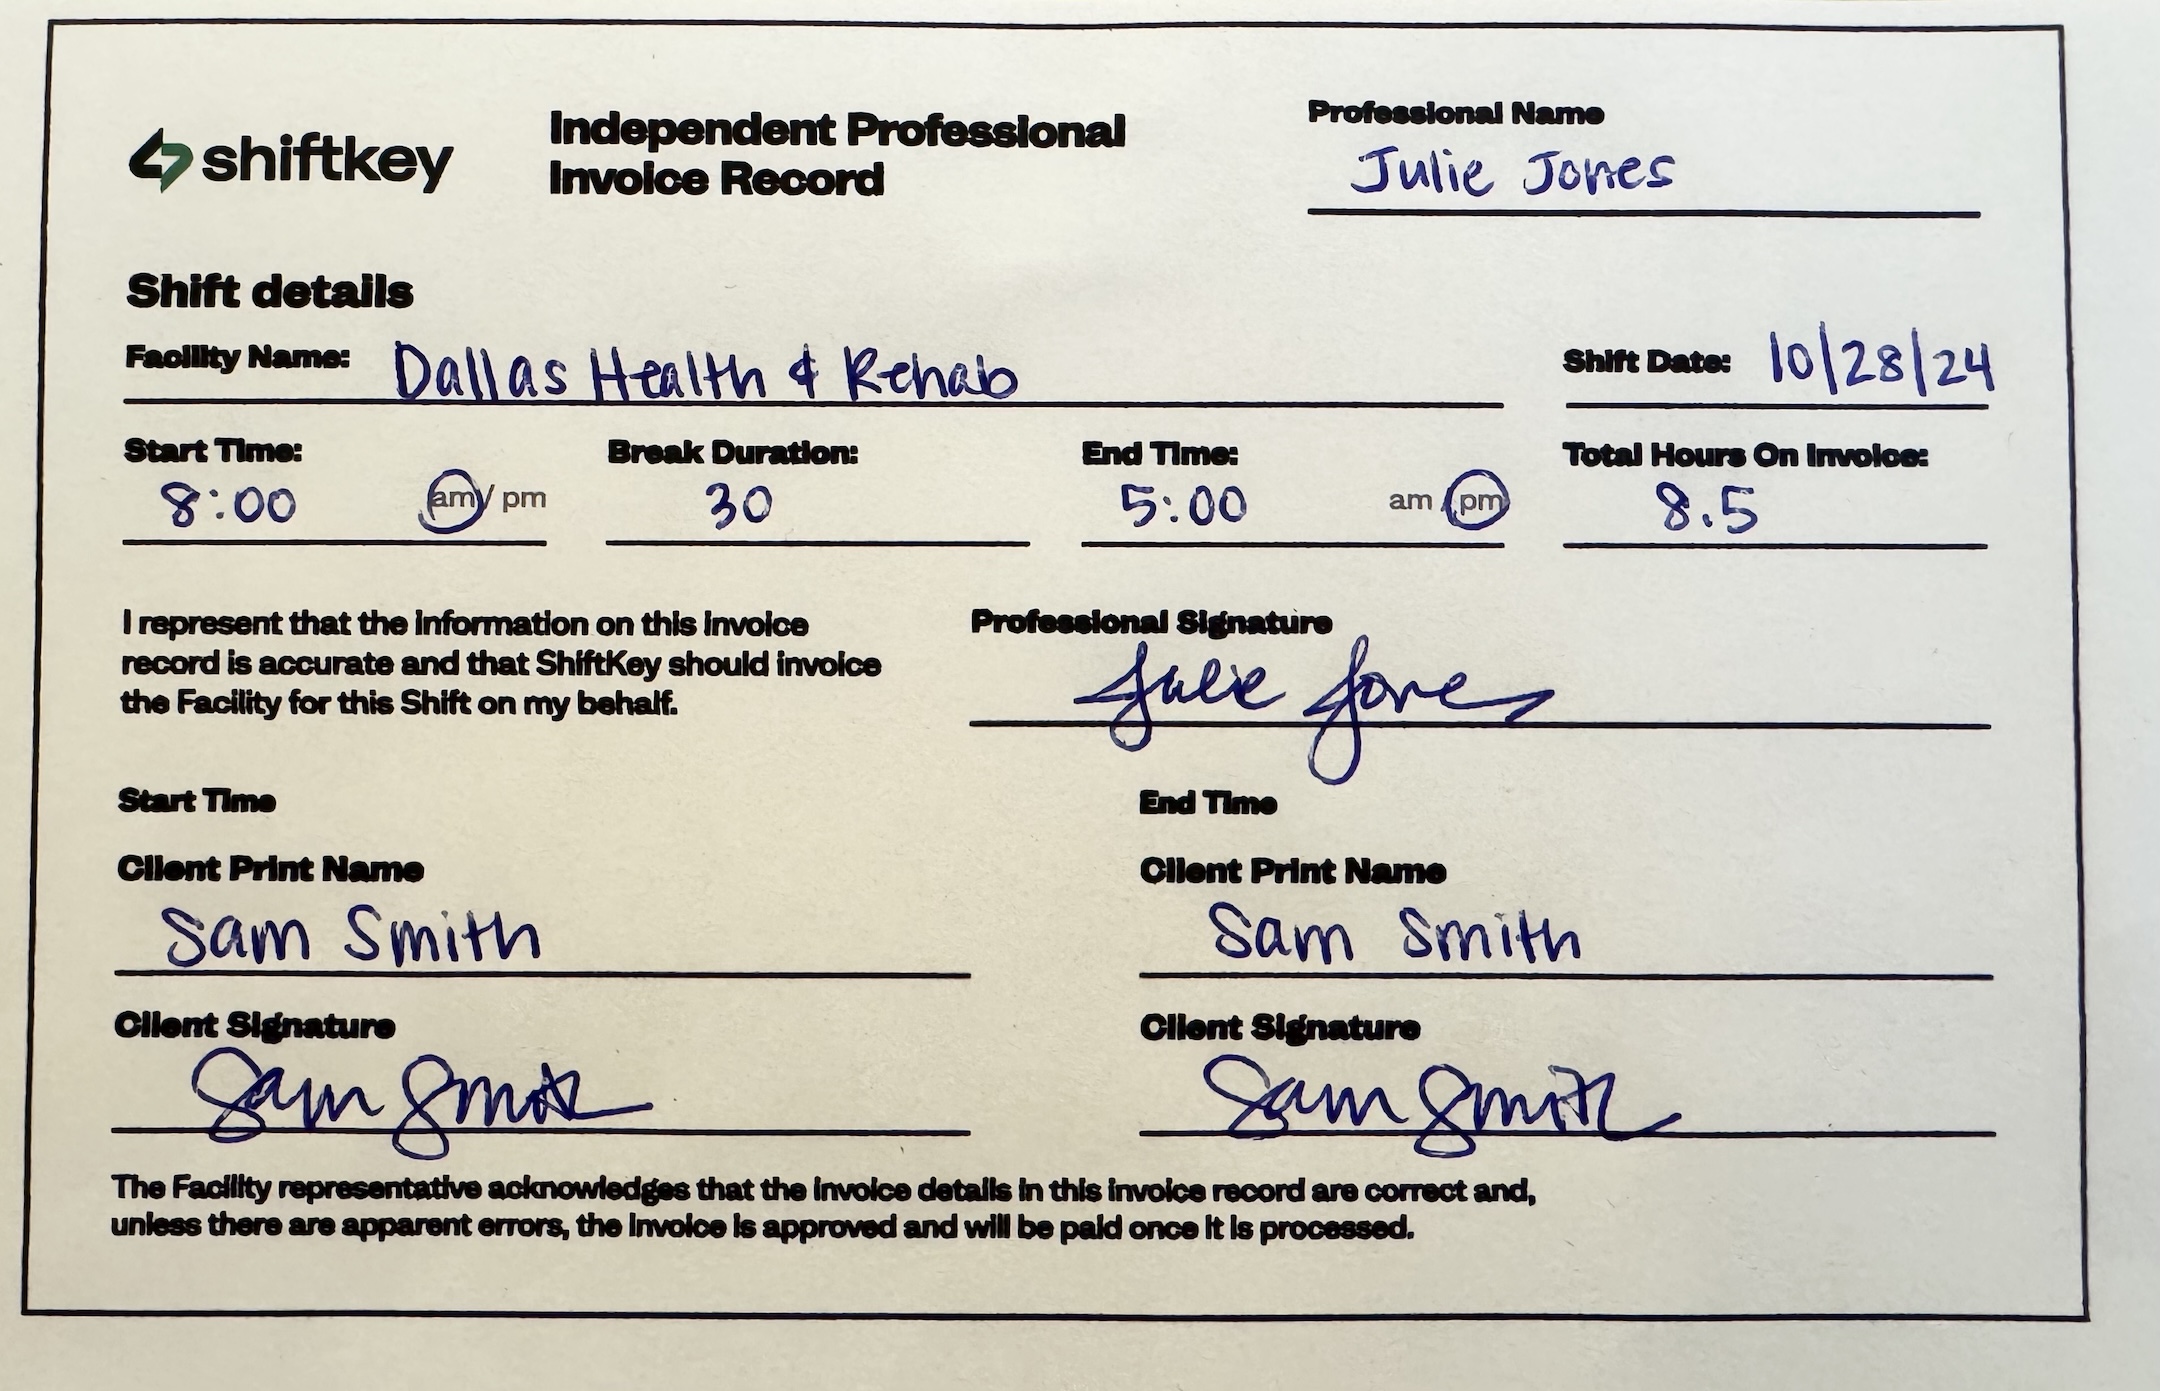 shiftkey
Independent Professional
Invoice Record
Professional Name
Julie Jones
Shift details
Facility Name: Dallas Health & Rehab
Shift Date: 10/28/24
Start Time:
8:00 am / pm
Break Duration:
30
End Time:
5:00 am / pm
Total Hours On Invoice:
8.5
I represent that the information on this invoice
record is accurate and that ShiftKey should invoice
the Facility for this Shift on my behalf.
Professional Signature
Julie Jones
Start Time
Client Print Name
Sam Smith
Client Signature
Sam Smith
End Time
Client Print Name
Sam Smith
Client Signature
Sam Smith
The Facility representative acknowledges that the invoice details in this invoice record are correct and,
unless there are apparent errors, the invoice is approved and will be paid once it is processed.